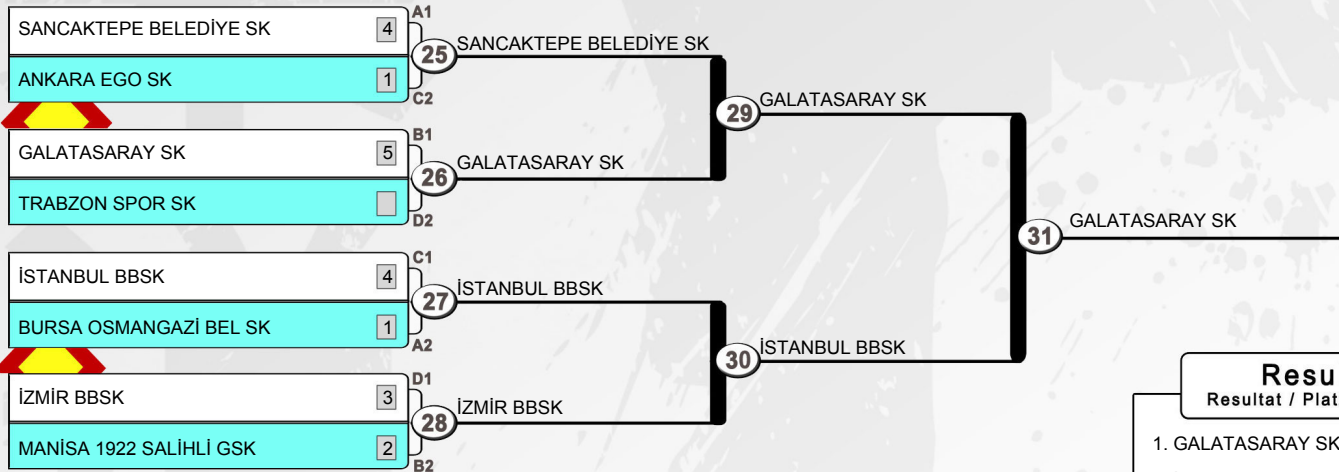 A1
SANCAKTEPE BELEDİYE SK 4
25 SANCAKTEPE BELEDİYE SK
ANKARA EGO SK 1
C2
29 GALATASARAY SK
B1
GALATASARAY SK 5
26 GALATASARAY SK
TRABZON SPOR SK
D2
31 GALATASARAY SK
C1
İSTANBUL BBSK 4
27 İSTANBUL BBSK
BURSA OSMANGAZİ BEL SK 1
A2
30 İSTANBUL BBSK
D1
İZMİR BBSK 3
28 İZMİR BBSK
MANİSA 1922 SALİHLİ GSK 2
B2
Resu
Resultat / Plat
1. GALATASARAY SK